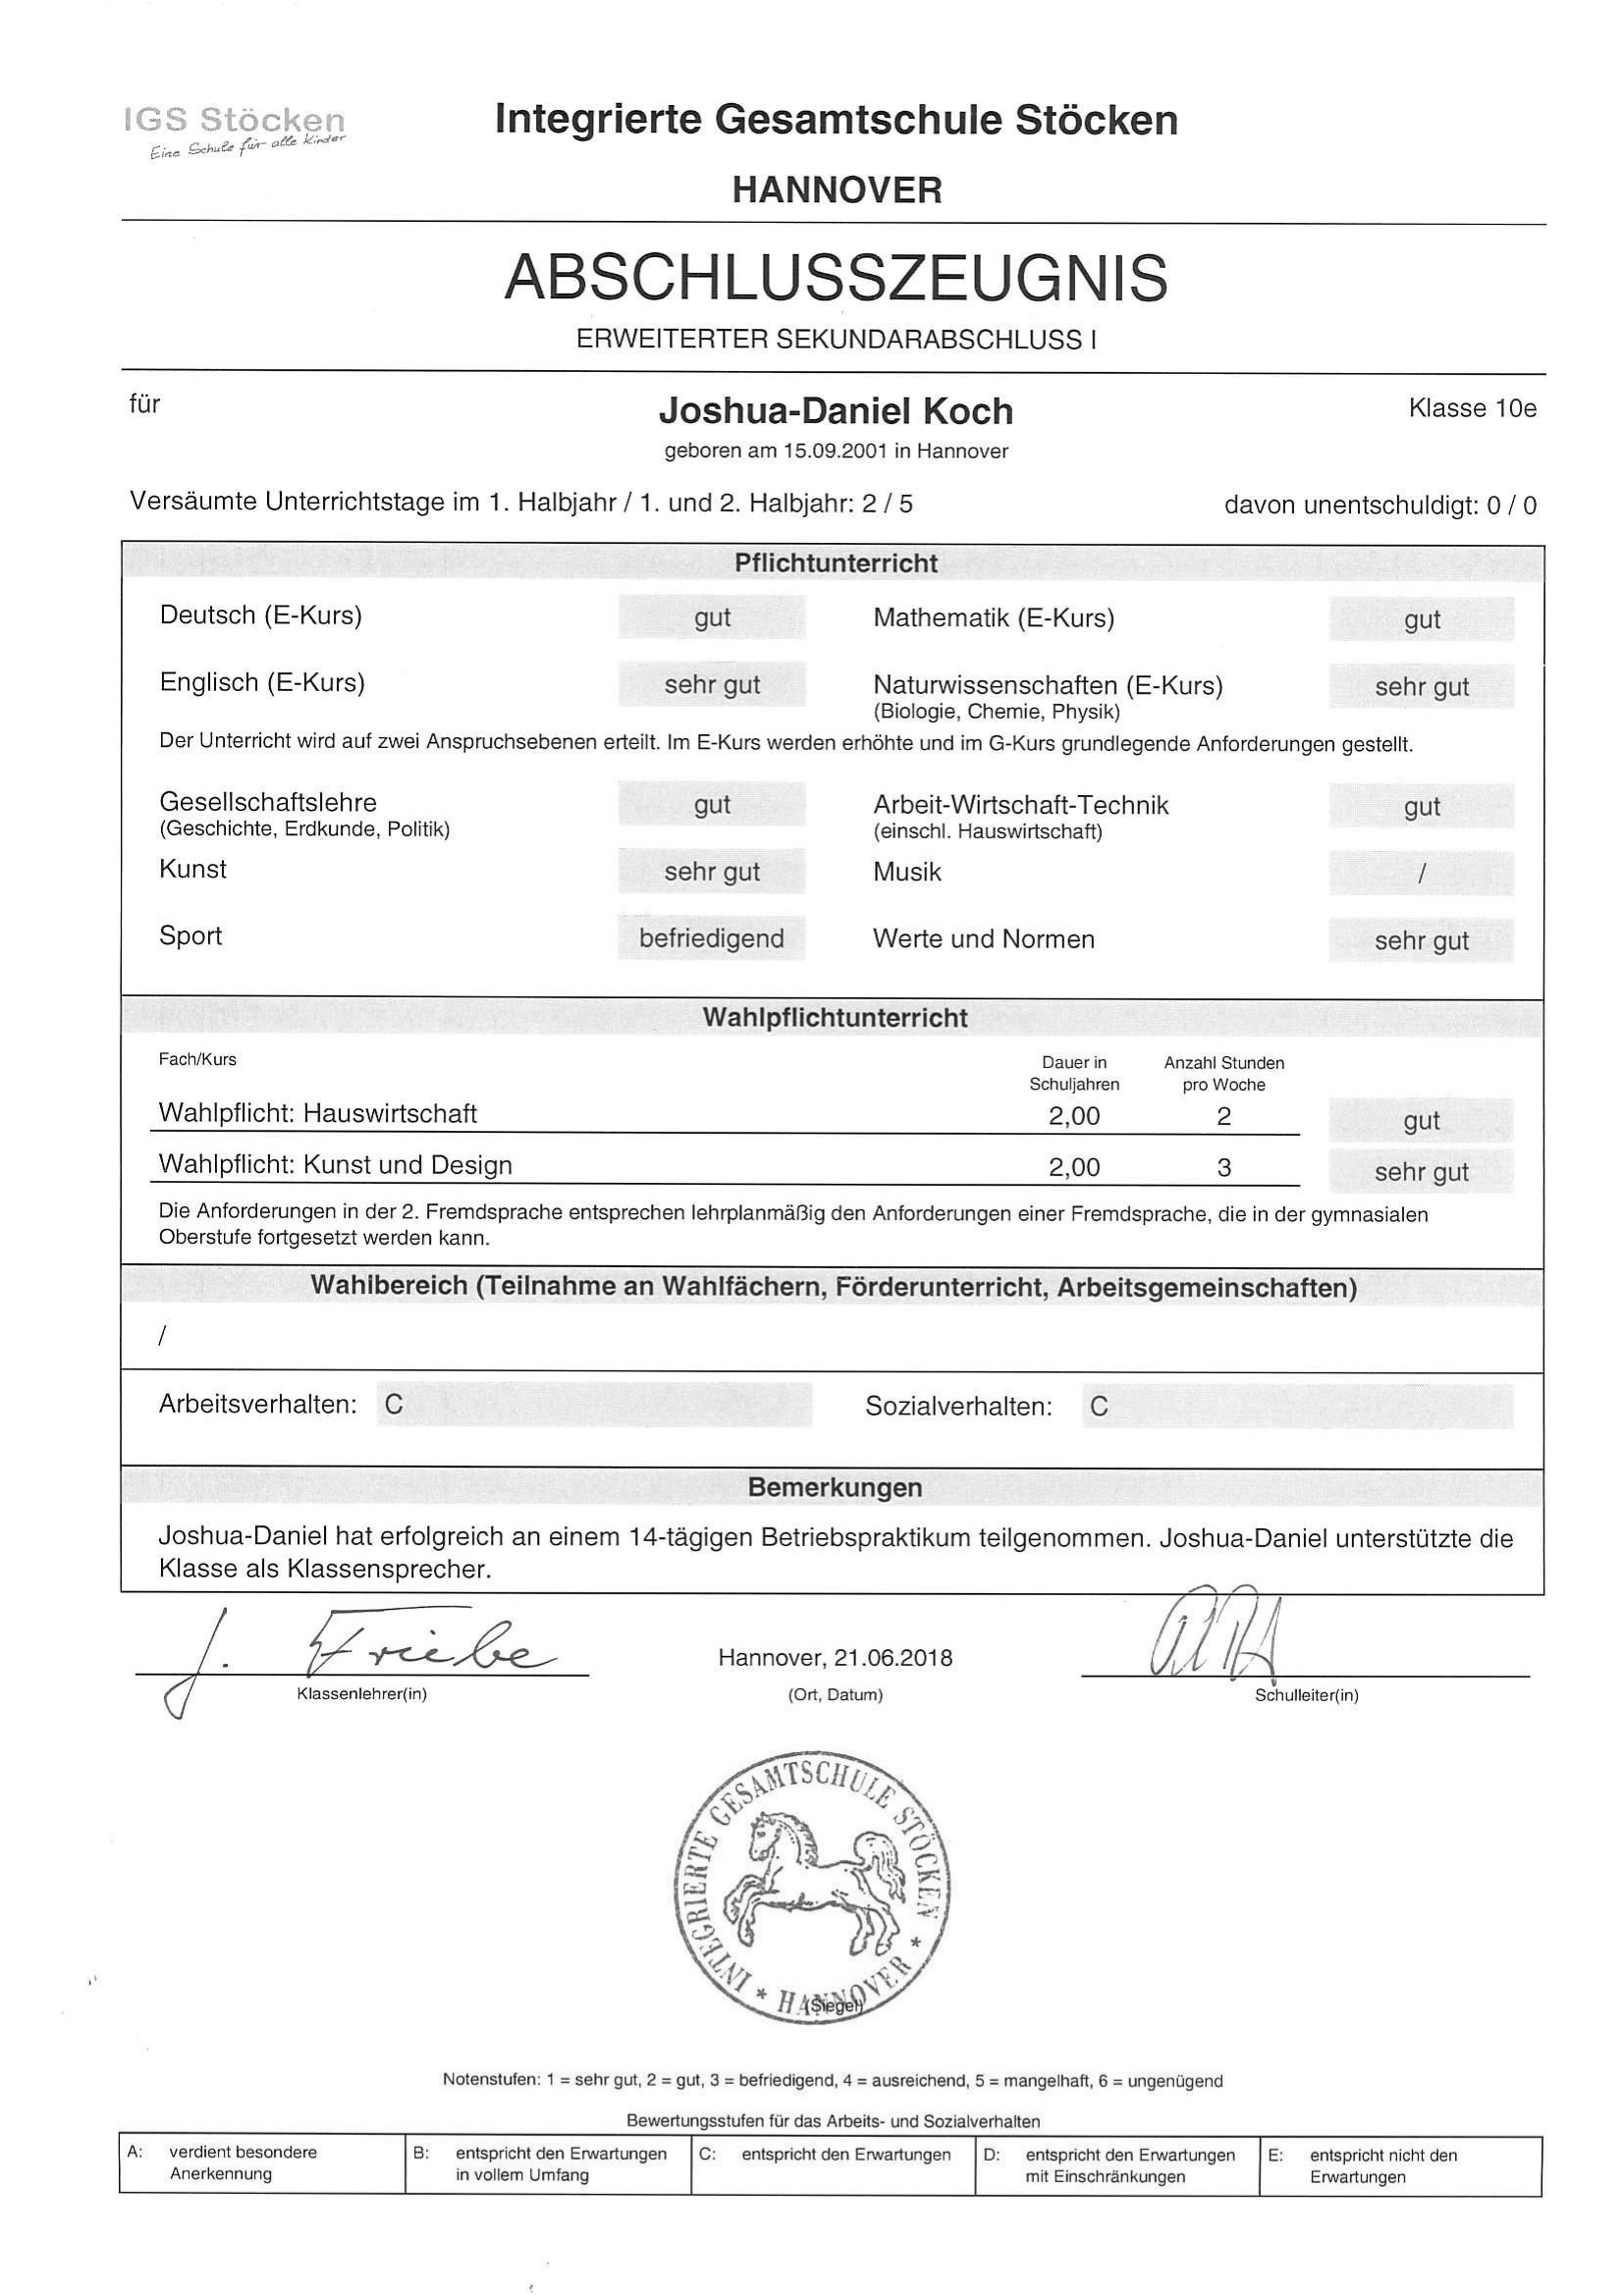 IGS Stöcken
Eine Schule für alle Kinder
Integrierte Gesamtschule Stöcken
HANNOVER
ABSCHLUSSZEUGNIS
ERWEITERTER SEKUNDARABSCHLUSS I
für Joshua-Daniel Koch Klasse 10e
geboren am 15.09.2001 in Hannover
Versäumte Unterrichtstage im 1. Halbjahr / 1. und 2. Halbjahr: 2 / 5 davon unentschuldigt: 0 / 0
Pflichtunterricht
Deutsch (E-Kurs) gut Mathematik (E-Kurs) gut
Englisch (E-Kurs) sehr gut Naturwissenschaften (E-Kurs) sehr gut
(Biologie, Chemie, Physik)
Der Unterricht wird auf zwei Anspruchsebenen erteilt. Im E-Kurs werden erhöhte und im G-Kurs grundlegende Anforderungen gestellt.
Gesellschaftslehre gut Arbeit-Wirtschaft-Technik gut
(Geschichte, Erdkunde, Politik) (einschl. Hauswirtschaft)
Kunst sehr gut Musik /
Sport befriedigend Werte und Normen sehr gut
Wahlpflichtunterricht
Fach/Kurs Dauer in Anzahl Stunden
Schuljahren pro Woche
Wahlpflicht: Hauswirtschaft 2,00 2 gut
Wahlpflicht: Kunst und Design 2,00 3 sehr gut
Die Anforderungen in der 2. Fremdsprache entsprechen lehrplanmäßig den Anforderungen einer Fremdsprache, die in der gymnasialen
Oberstufe fortgesetzt werden kann.
Wahlbereich (Teilnahme an Wahlfächern, Förderunterricht, Arbeitsgemeinschaften)
/
Arbeitsverhalten: C Sozialverhalten: C
Bemerkungen
Joshua-Daniel hat erfolgreich an einem 14-tägigen Betriebspraktikum teilgenommen. Joshua-Daniel unterstützte die
Klasse als Klassensprecher.
J. Friebe Hannover, 21.06.2018
Klassenlehrer(in) (Ort, Datum) Schulleiter(in)
INTEGRIERTE GESAMTSCHULE STÖCKEN
* HANNOVER *
(Siegel)
Notenstufen: 1 = sehr gut, 2 = gut, 3 = befriedigend, 4 = ausreichend, 5 = mangelhaft, 6 = ungenügend
Bewertungsstufen für das Arbeits- und Sozialverhalten
A: verdient besondere B: entspricht den Erwartungen C: entspricht den Erwartungen D: entspricht den Erwartungen E: entspricht nicht den
Anerkennung in vollem Umfang mit Einschränkungen Erwartungen